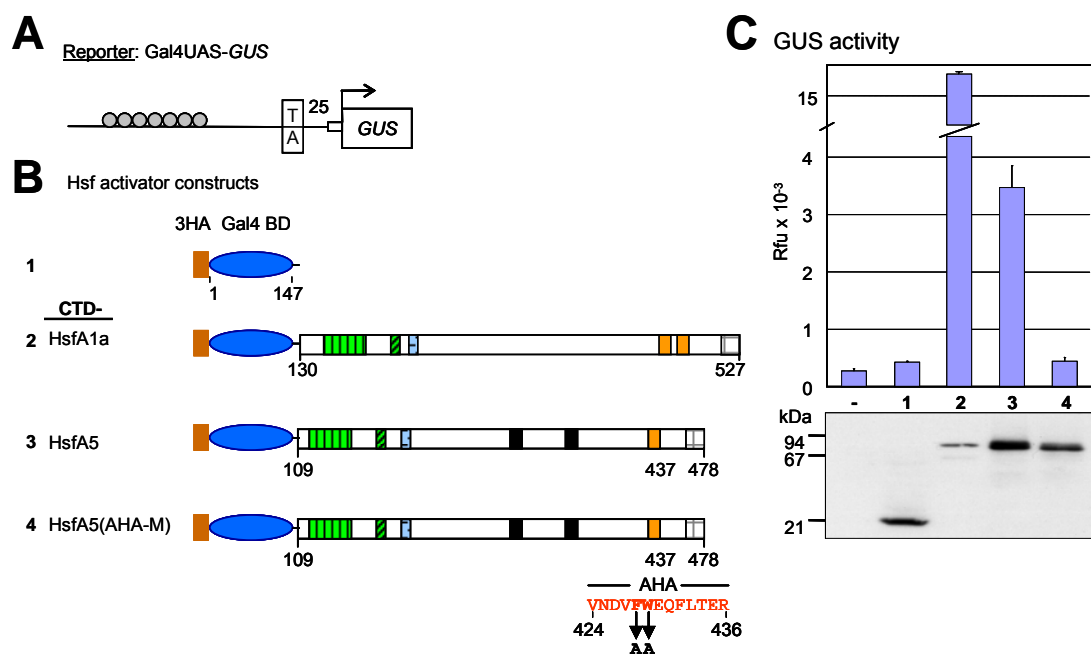 A
Reporter: Gal4UAS-GUS
T
A
25
GUS
B
Hsf activator constructs
3HA Gal4 BD
1
1 147
CTD-
2 HsfA1a
130 527
3 HsfA5
109 437 478
4 HsfA5(AHA-M)
109 437 478
AHA
VNDVFWEQFLTER
424 436
AA
C GUS activity
Rfu x 10-3
15
4
3
2
1
0
- 1 2 3 4
kDa
94
67
21